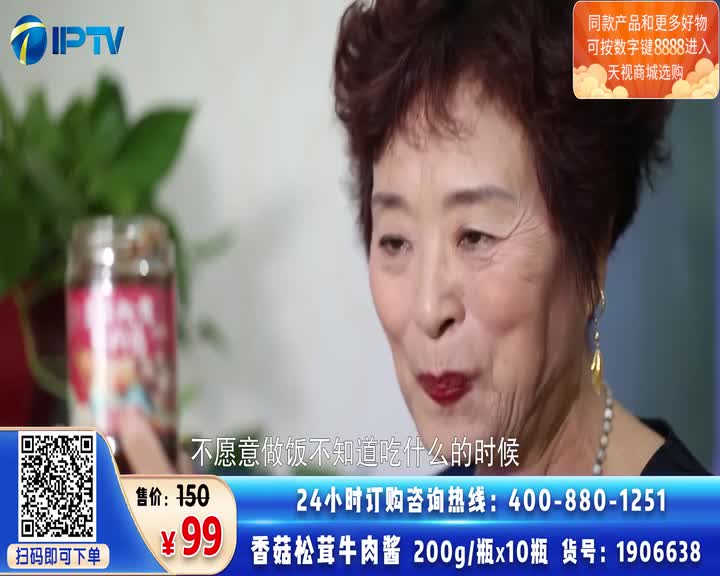 IPTV
同款产品和更多好物
可按数字键8888进入
天视商城选购
不愿意做饭不知道吃什么的时候
售价：150
￥99
24小时订购咨询热线：400-880-1251
香菇松茸牛肉酱 200g/瓶x10瓶 货号：1906638
扫码即可下单